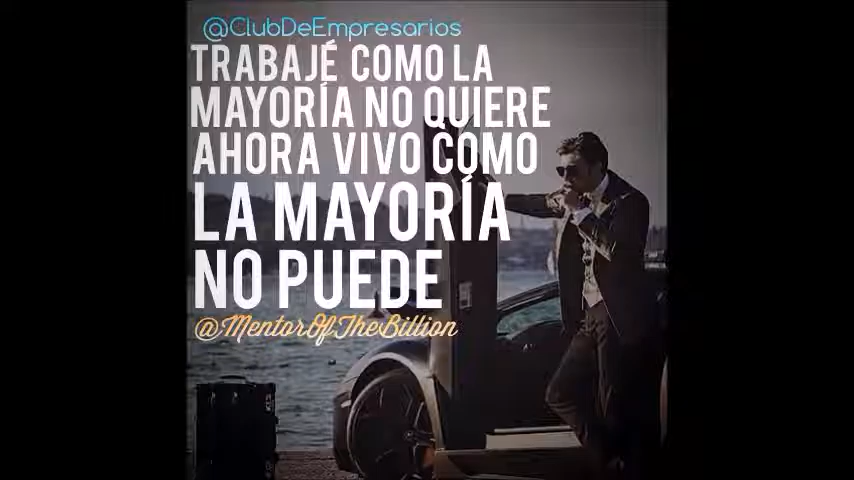 @ClubDeEmpresarios
TRABAJÉ COMO LA
MAYORÍA NO QUIERE
AHORA VIVO COMO
LA MAYORÍA
NO PUEDE
@MentorOfTheBillion